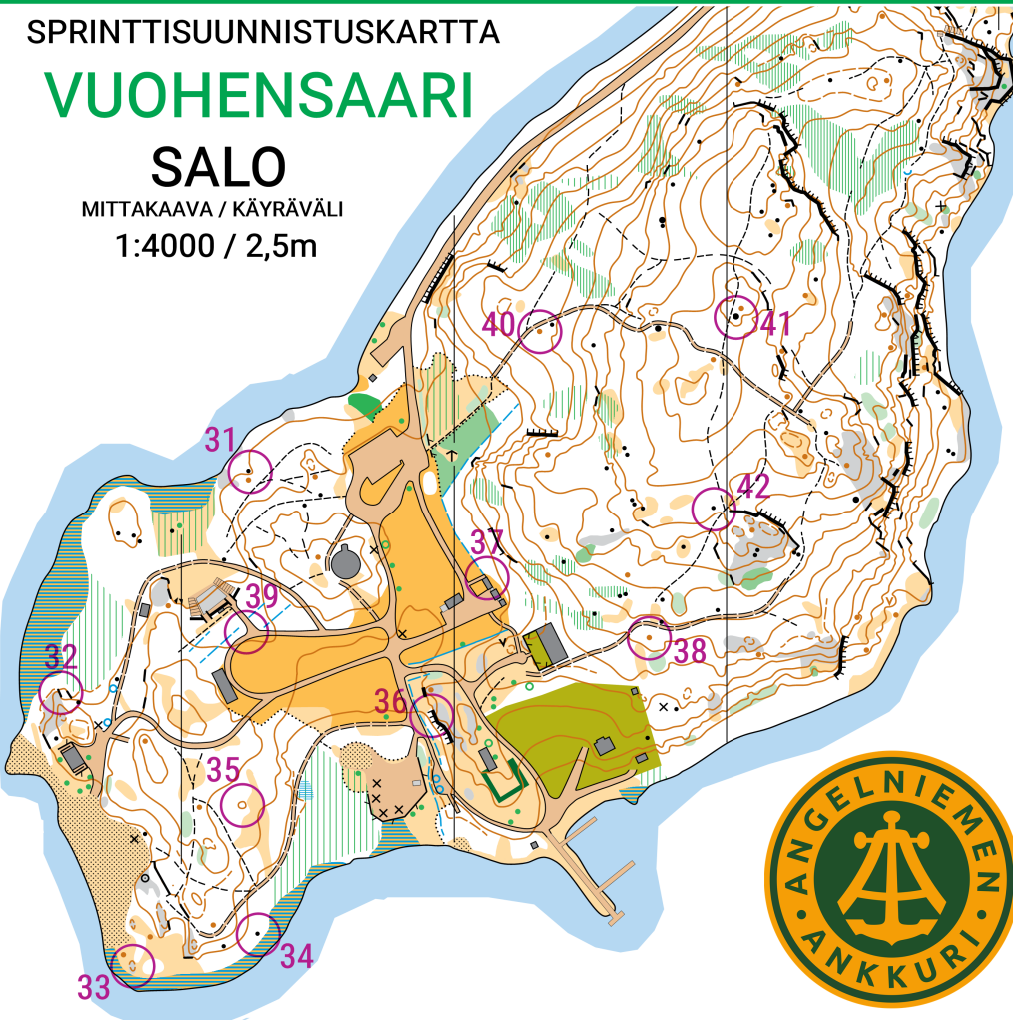 SPRINTTISUUNNISTUSKARTTA
VUOHENSAARI
SALO
MITTAKAAVA / KÄYRÄVÄLI
1:4000 / 2,5m
40
41
31
42
37
39
38
32
36
35
34
33
ANGELNIEMEN
• ANKKURI •